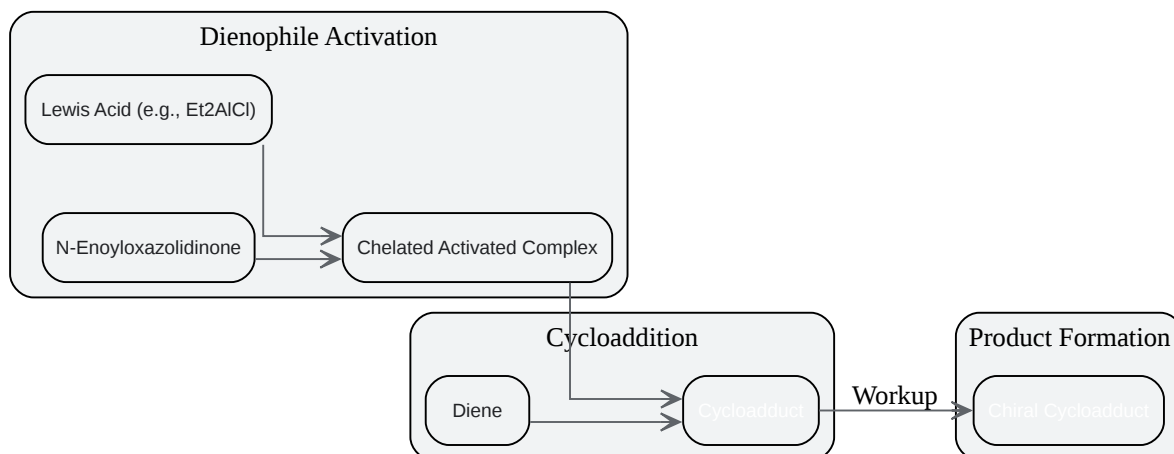 Dienophile Activation
Lewis Acid (e.g., Et2AlCl)
N-Enoyloxazolidinone
Chelated Activated Complex
Cycloaddition
Diene
Cycloadduct
Workup
Product Formation
Chiral Cycloadduct